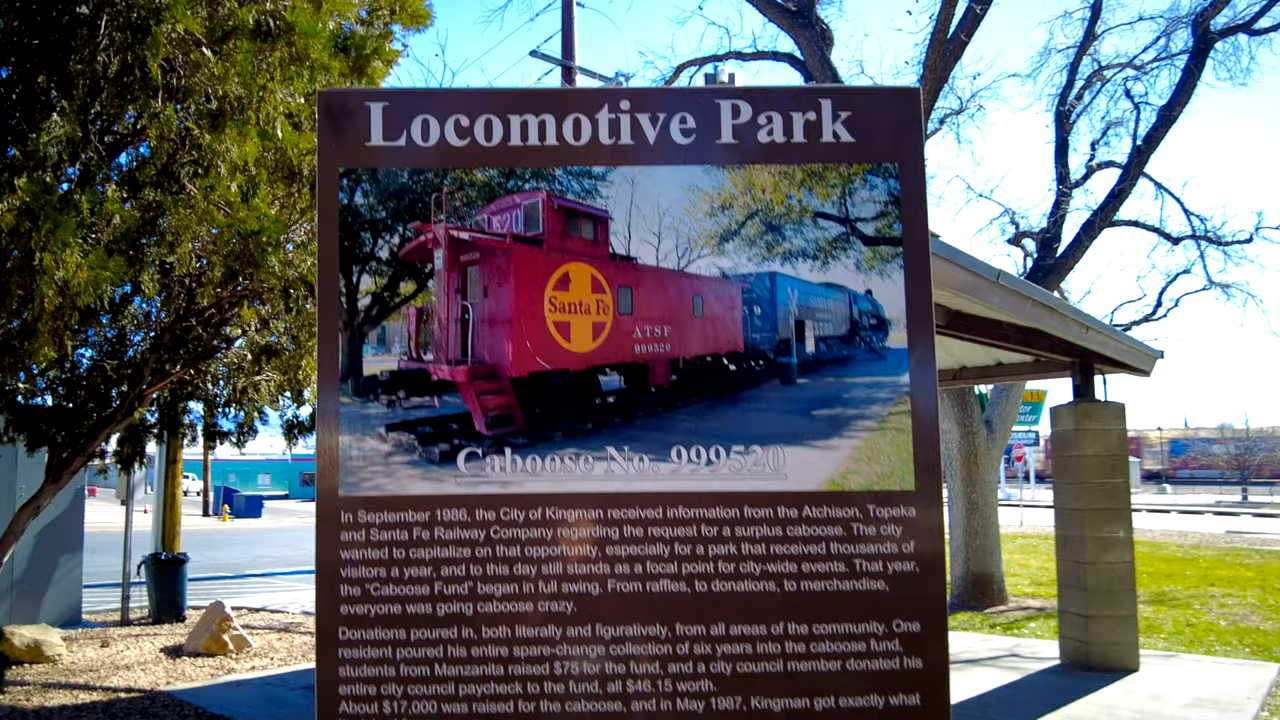 Locomotive Park
1520
999520
Santa Fe
ATSF
999520
Caboose No. 999520
In September 1986, the City of Kingman received information from the Atchison, Topeka
and Santa Fe Railway Company regarding the request for a surplus caboose. The city
wanted to capitalize on that opportunity, especially for a park that received thousands of
visitors a year, and to this day still stands as a focal point for city-wide events. That year,
the "Caboose Fund" began in full swing. From raffles, to donations, to merchandise,
everyone was going caboose crazy.
Donations poured in, both literally and figuratively, from all areas of the community. One
resident poured his entire spare-change collection of six years into the caboose fund,
students from Manzanita raised $75 for the fund, and a city council member donated his
entire city council paycheck to the fund, all $46.15 worth.
About $17,000 was raised for the caboose, and in May 1987, Kingman got exactly what